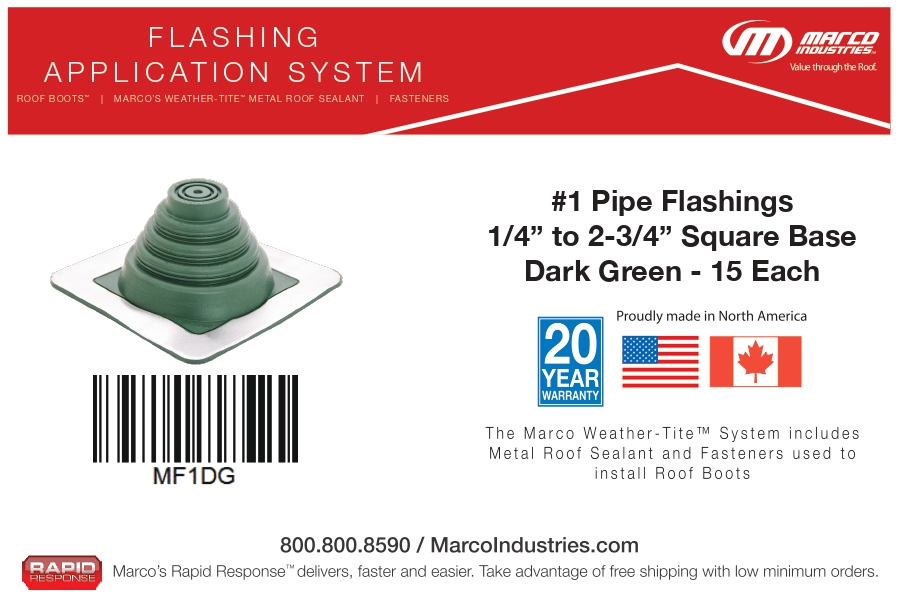 FLASHING
APPLICATION SYSTEM
ROOF BOOTS™ | MARCO'S WEATHER-TITE™ METAL ROOF SEALANT | FASTENERS
MARCO
INDUSTRIES™
Value through the Roof.
#1 Pipe Flashings
1/4” to 2-3/4” Square Base
Dark Green - 15 Each
Proudly made in North America
20
YEAR
WARRANTY
MF1DG
The Marco Weather-Tite™ System includes
Metal Roof Sealant and Fasteners used to
install Roof Boots
800.800.8590 / MarcoIndustries.com
RAPID
RESPONSE
Marco’s Rapid Response™ delivers, faster and easier. Take advantage of free shipping with low minimum orders.